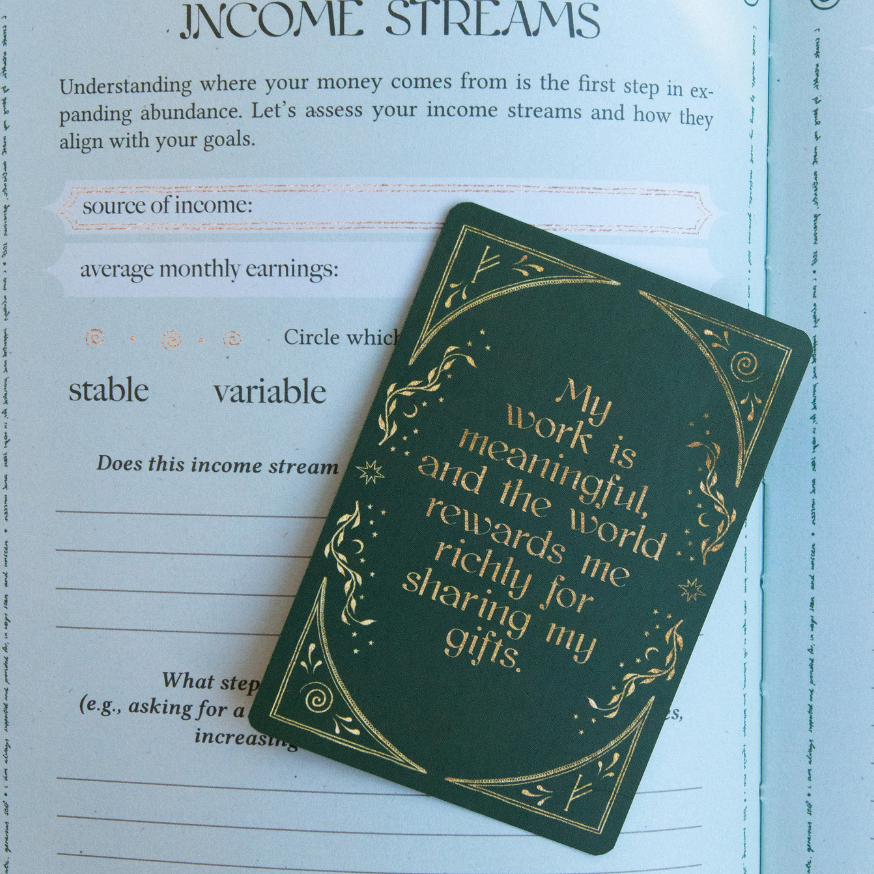 INCOME STREAMS
Understanding where your money comes from is the first step in ex-
panding abundance. Let's assess your income streams and how they
align with your goals.
source of income:
average monthly earnings:
Circle which
stable variable
Does this income stream
What step
(e.g., asking for a
increasing
My
work is
meaningful,
and the world
rewards me
richly for
sharing my
gifts.